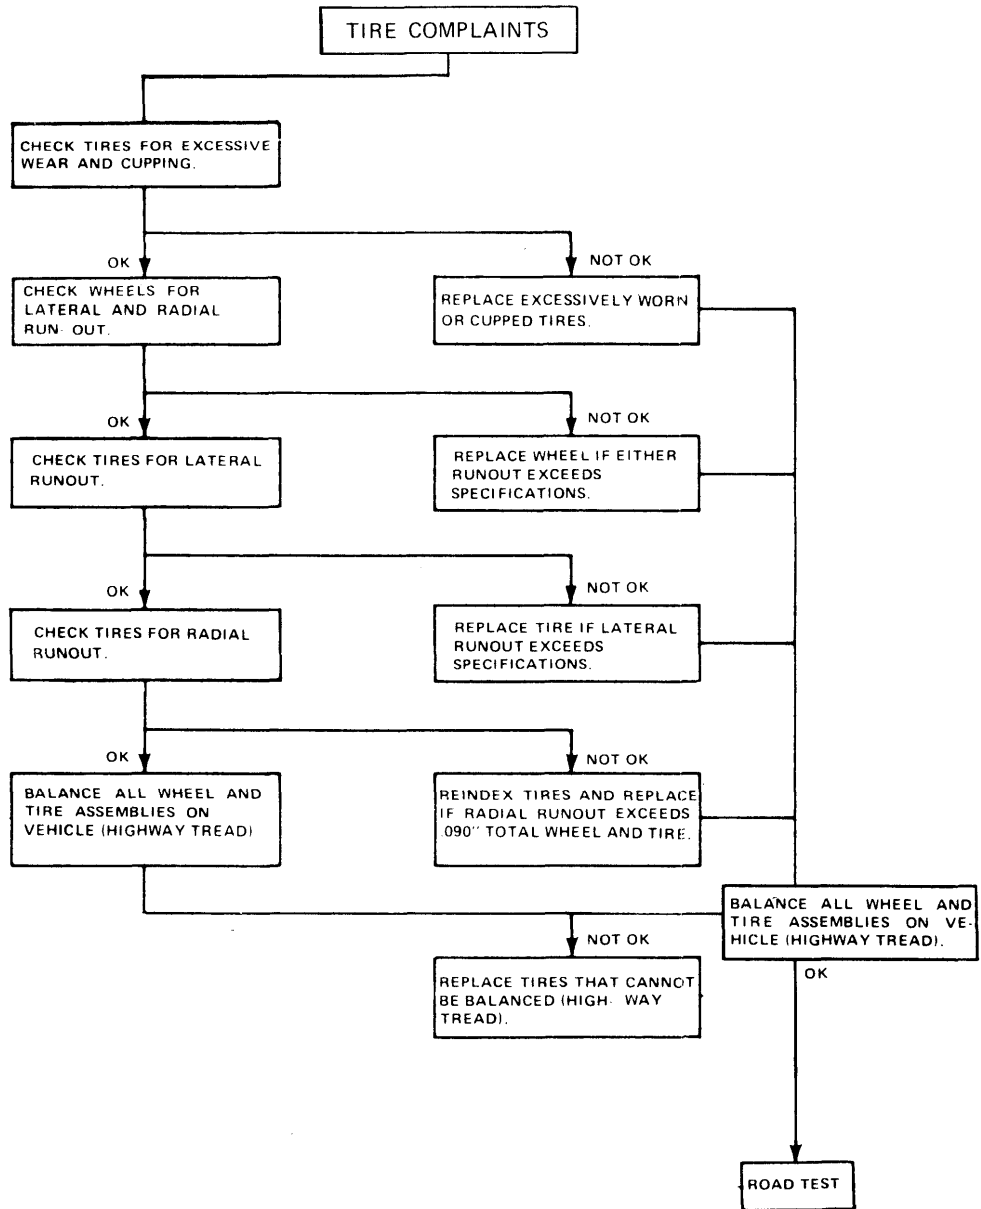 TIRE COMPLAINTS
CHECK TIRES FOR EXCESSIVE
WEAR AND CUPPING.
OK
NOT OK
CHECK WHEELS FOR
LATERAL AND RADIAL
RUN- OUT.
REPLACE EXCESSIVELY WORN
OR CUPPED TIRES.
OK
NOT OK
CHECK TIRES FOR LATERAL
RUNOUT.
REPLACE WHEEL IF EITHER
RUNOUT EXCEEDS
SPECIFICATIONS.
OK
NOT OK
CHECK TIRES FOR RADIAL
RUNOUT.
REPLACE TIRE IF LATERAL
RUNOUT EXCEEDS
SPECIFICATIONS.
OK
NOT OK
BALANCE ALL WHEEL AND
TIRE ASSEMBLIES ON
VEHICLE (HIGHWAY TREAD)
REINDEX TIRES AND REPLACE
IF RADIAL RUNOUT EXCEEDS
.090" TOTAL WHEEL AND TIRE.
BALANCE ALL WHEEL AND
TIRE ASSEMBLIES ON VE-
HICLE (HIGHWAY TREAD).
NOT OK
OK
REPLACE TIRES THAT CANNOT
BE BALANCED (HIGH- WAY
TREAD).
ROAD TEST